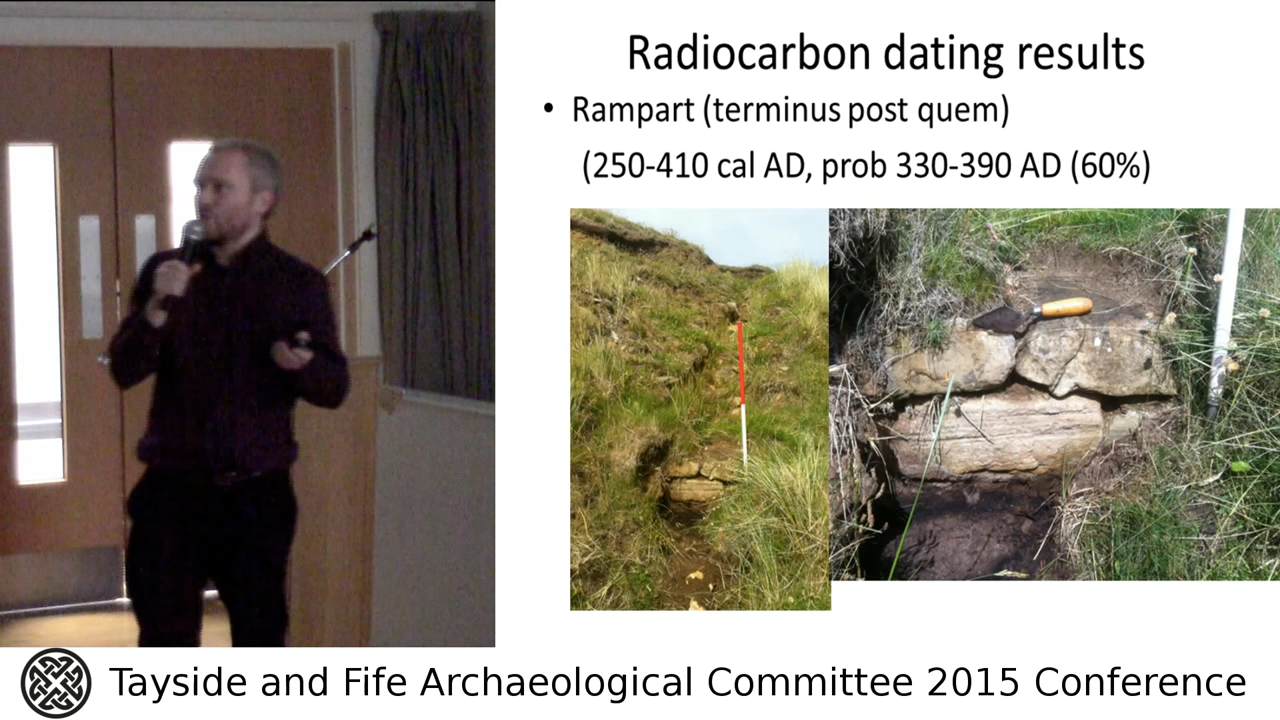 Radiocarbon dating results
• Rampart (terminus post quem)
(250-410 cal AD, prob 330-390 AD (60%)
Tayside and Fife Archaeological Committee 2015 Conference